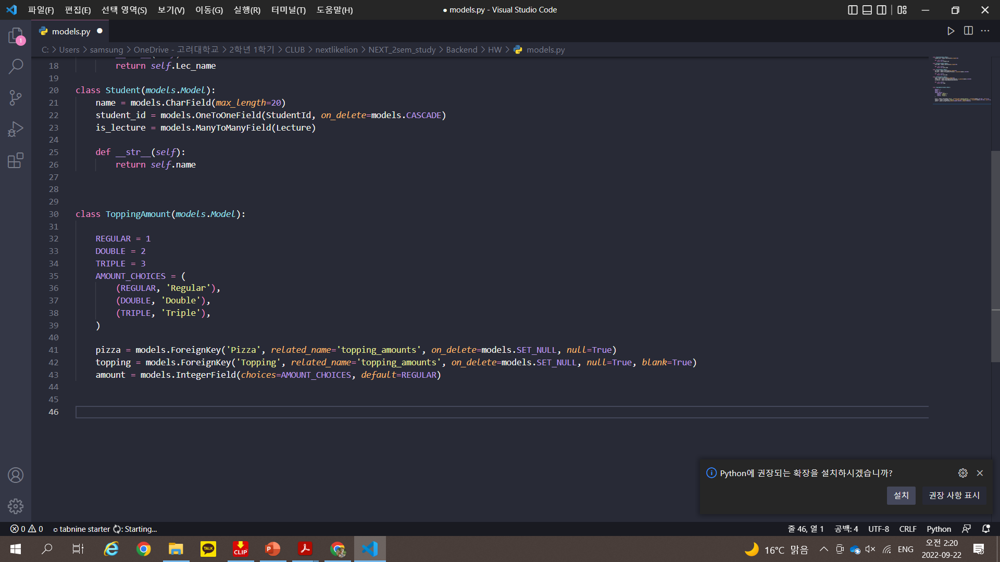 파일(F) 편집(E) 선택 영역(S) 보기(V) 이동(G) 실행(R) 터미널(T) 도움말(H) ● models.py - Visual Studio Code
models.py ●
1
C: > Users > samsung > OneDrive - 고려대학교 > 2학년 1학기 > CLUB > nextlikelion > NEXT_2sem_study > Backend > HW > models.py
18 return self.Lec_name
19
20 class Student(models.Model):
21 name = models.CharField(max_length=20)
22 student_id = models.OneToOneField(StudentId, on_delete=models.CASCADE)
23 is_lecture = models.ManyToManyField(Lecture)
24
25 def __str__(self):
26 return self.name
27
28
29
30 class ToppingAmount(models.Model):
31
32 REGULAR = 1
33 DOUBLE = 2
34 TRIPLE = 3
35 AMOUNT_CHOICES = (
36 (REGULAR, 'Regular'),
37 (DOUBLE, 'Double'),
38 (TRIPLE, 'Triple'),
39 )
40
41 pizza = models.ForeignKey('Pizza', related_name='topping_amounts', on_delete=models.SET_NULL, null=True)
42 topping = models.ForeignKey('Topping', related_name='topping_amounts', on_delete=models.SET_NULL, null=True, blank=True)
43 amount = models.IntegerField(choices=AMOUNT_CHOICES, default=REGULAR)
44
45
46
Python에 권장되는 확장을 설치하시겠습니까?
설치 권장 사항 표시
0 0 tabnine starter : Starting... 줄 46, 열 1 공백: 4 UTF-8 CRLF Python
TALK CLIP P 16°C 맑음 ENG 오전 2:20
2022-09-22